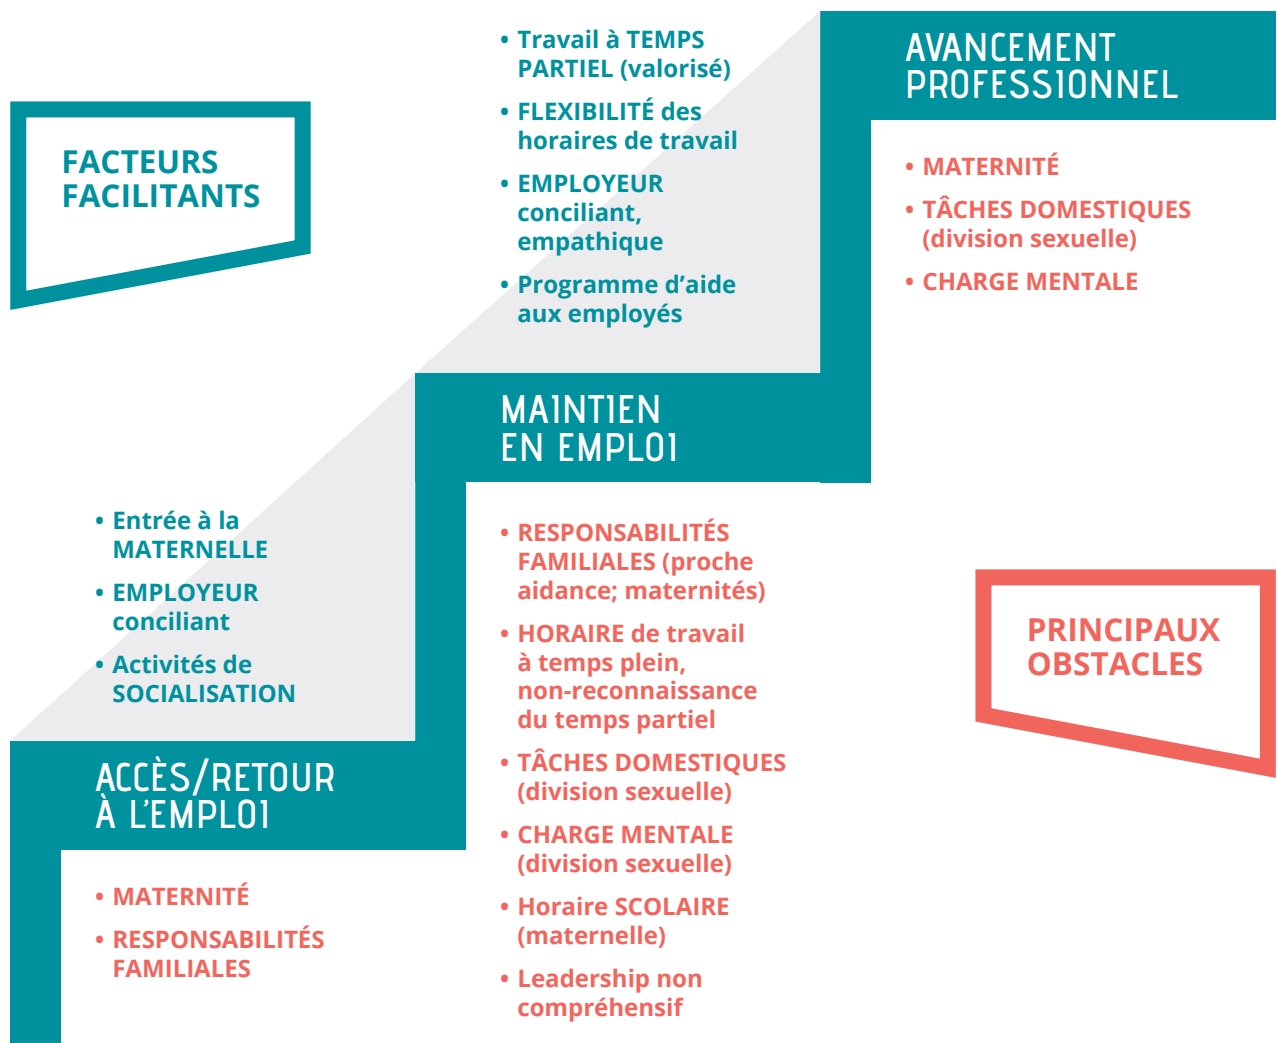 FACTEURS
FACILITANTS
• Travail à TEMPS
PARTIEL (valorisé)
• FLEXIBILITÉ des
horaires de travail
• EMPLOYEUR
conciliant,
empathique
• Programme d’aide
aux employés
AVANCEMENT
PROFESSIONNEL
• MATERNITÉ
• TÂCHES DOMESTIQUES
(division sexuelle)
• CHARGE MENTALE
MAINTIEN
EN EMPLOI
• Entrée à la
MATERNELLE
• EMPLOYEUR
conciliant
• Activités de
SOCIALISATION
• RESPONSABILITÉS
FAMILIALES (proche
aidance; maternités)
• HORAIRE de travail
à temps plein,
non-reconnaissance
du temps partiel
• TÂCHES DOMESTIQUES
(division sexuelle)
• CHARGE MENTALE
(division sexuelle)
• Horaire SCOLAIRE
(maternelle)
• Leadership non
compréhensif
PRINCIPAUX
OBSTACLES
ACCÈS/RETOUR
À L’EMPLOI
• MATERNITÉ
• RESPONSABILITÉS
FAMILIALES